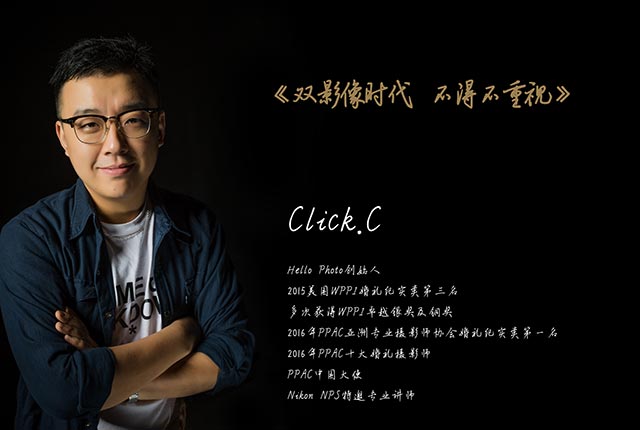 《双影像时代 不得不重视》
Click.C
Hello Photo创始人
2015美国WPPI婚礼纪实类第三名
多次获得WPPI卓越银奖及铜奖
2016年PPAC亚洲专业摄影师协会婚礼纪实类第一名
2016年PPAC十大婚礼摄影师
PPAC中国大使
Nikon NPS特邀专业讲师